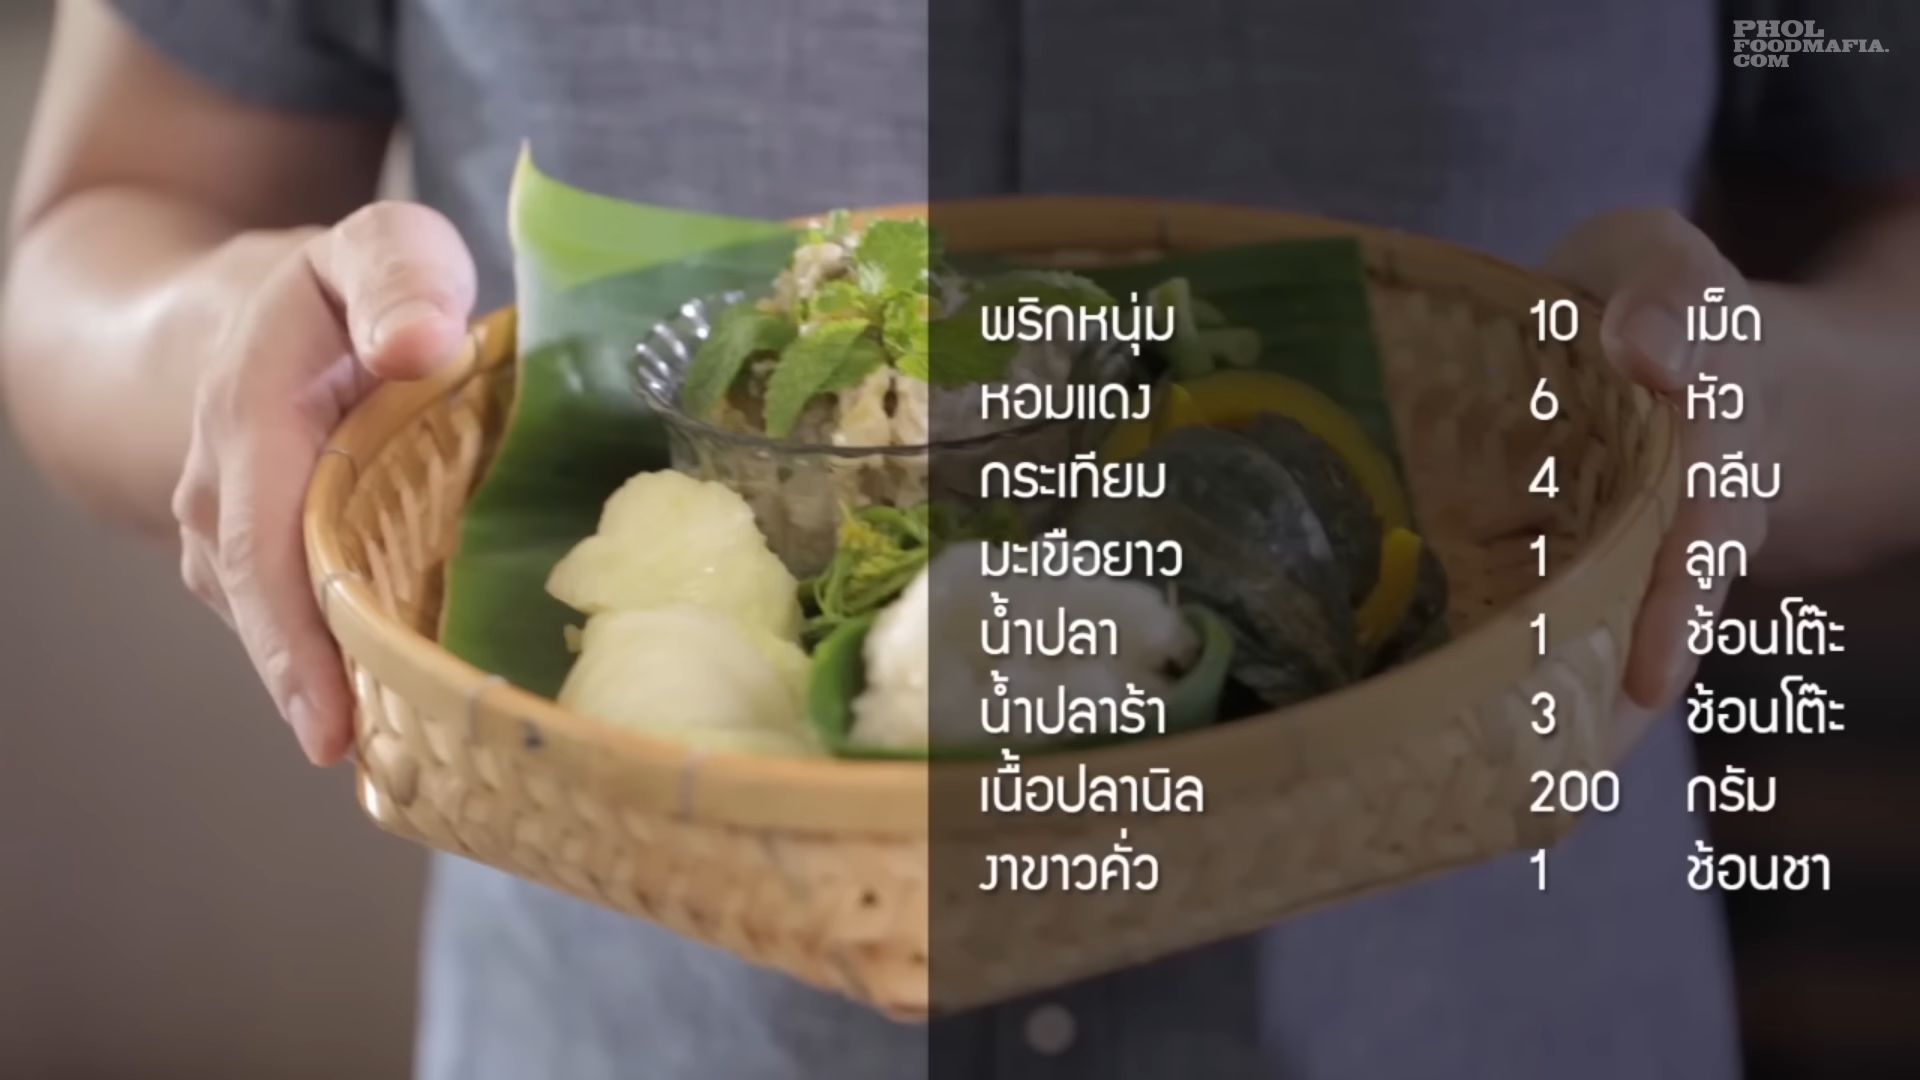 PHOL
FOODMAFIA.
COM
พริกหนุ่ม 10 เม็ด
หอมแดง 6 หัว
กระเทียม 4 กลีบ
มะเขือยาว 1 ลูก
น้ำปลา 1 ช้อนโต๊ะ
น้ำปลาร้า 3 ช้อนโต๊ะ
เนื้อปลานิล 200 กรัม
งาขาวคั่ว 1 ช้อนชา